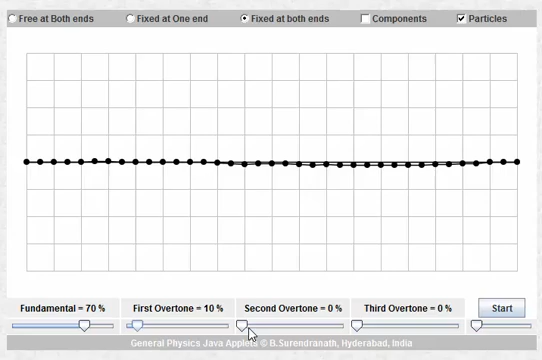 Free at Both ends Fixed at One end Fixed at both ends Components Particles
Fundamental = 70 % First Overtone = 10 % Second Overtone = 0 % Third Overtone = 0 % Start
General Physics Java Applets © B.Surendranath, Hyderabad, India